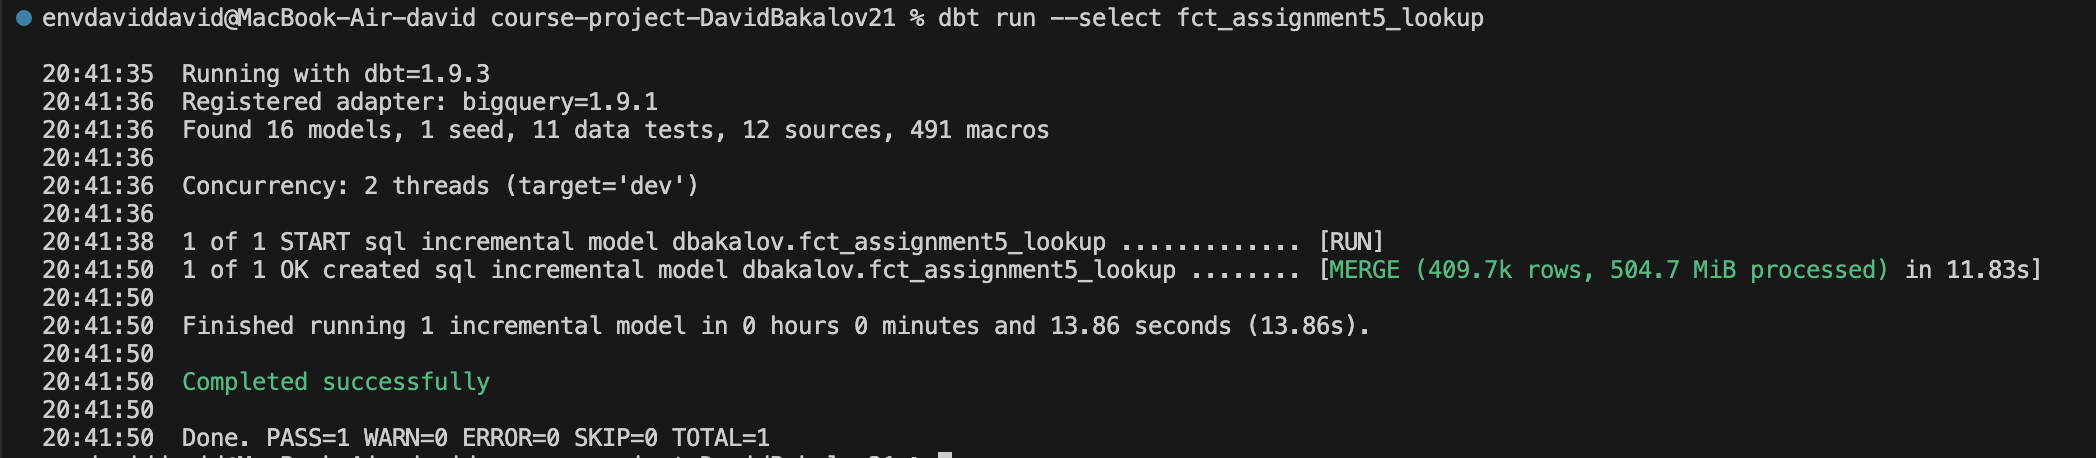 envdaviddavid@MacBook-Air-david course-project-DavidBakalov21 % dbt run --select fct_assignment5_lookup
20:41:35  Running with dbt=1.9.3
20:41:36  Registered adapter: bigquery=1.9.1
20:41:36  Found 16 models, 1 seed, 11 data tests, 12 sources, 491 macros
20:41:36
20:41:36  Concurrency: 2 threads (target='dev')
20:41:36
20:41:38  1 of 1 START sql incremental model dbakalov.fct_assignment5_lookup ............. [RUN]
20:41:50  1 of 1 OK created sql incremental model dbakalov.fct_assignment5_lookup ........ [MERGE (409.7k rows, 504.7 MiB processed) in 11.83s]
20:41:50
20:41:50  Finished running 1 incremental model in 0 hours 0 minutes and 13.86 seconds (13.86s).
20:41:50
20:41:50  Completed successfully
20:41:50
20:41:50  Done. PASS=1 WARN=0 ERROR=0 SKIP=0 TOTAL=1